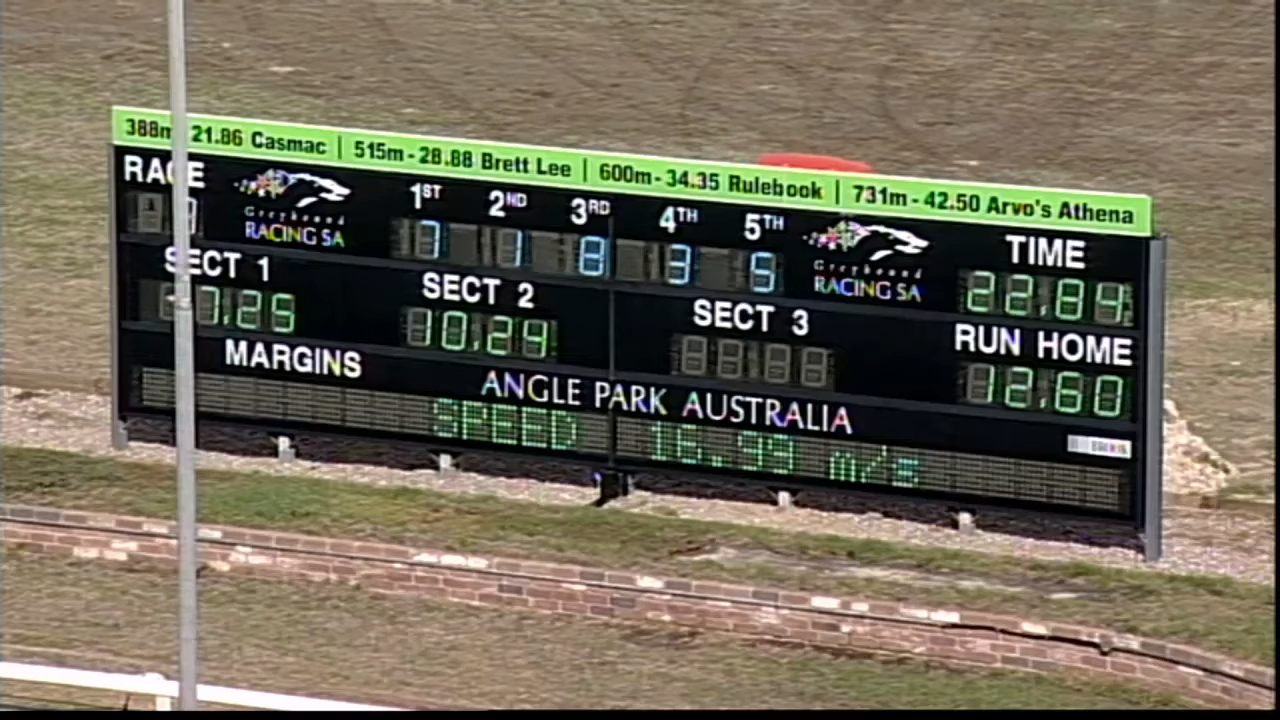 388m 21.86 Casmac | 515m - 28.88 Brett Lee | 600m - 34.35 Rulebook | 731m - 42.50 Arvo's Athena
RACE
Greyhound
RACING SA
1ST 2ND 3RD 4TH 5TH
7 1 8 3 5
Greyhound
RACING SA
TIME
22.84
SECT 1
7.25
SECT 2
10.24
SECT 3
RUN HOME
12.60
MARGINS
ANGLE PARK AUSTRALIA
SPEED 16.99 m/s